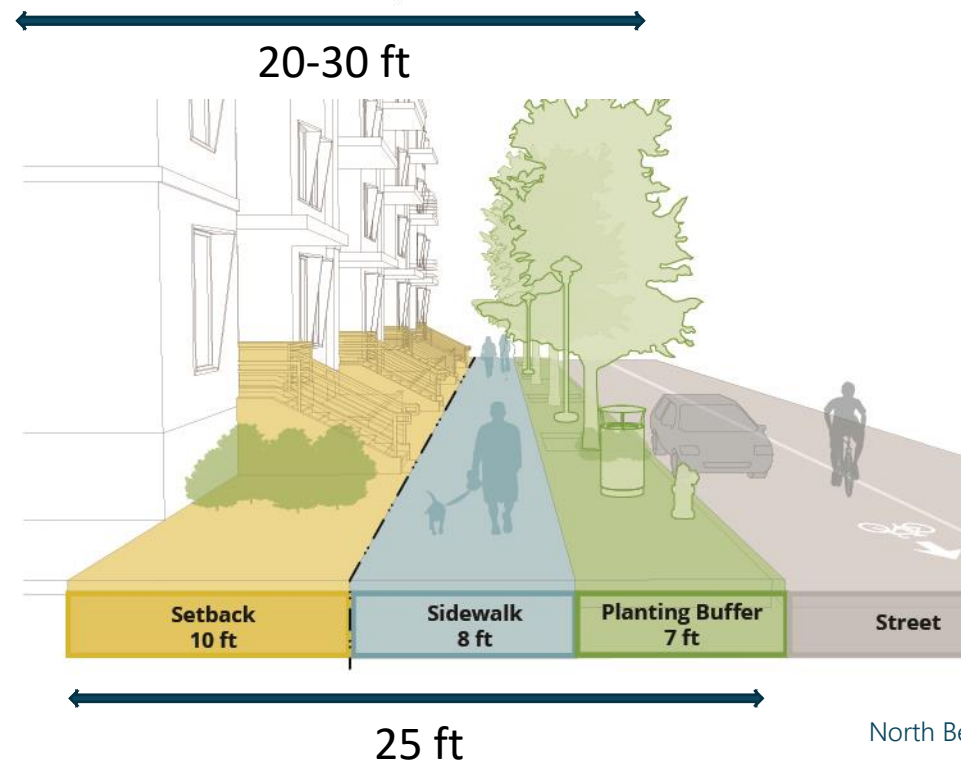 20-30 ft
Setback
10 ft
Sidewalk
8 ft
Planting Buffer
7 ft
Street
25 ft
North Be